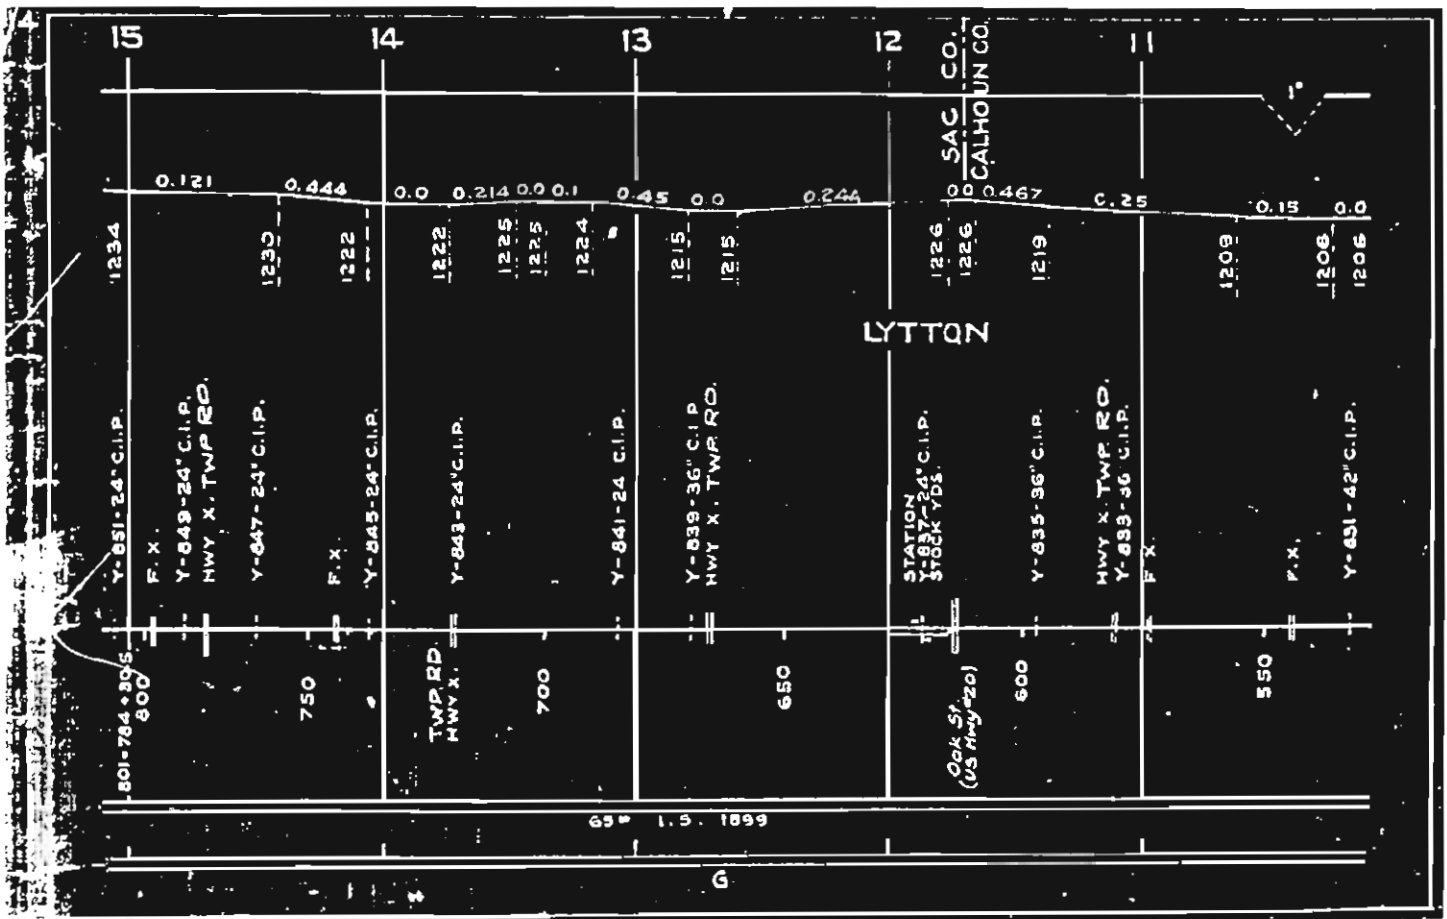 15 14 13 12 11
SAC CO.
CALHOUN CO.
1°
0.121 0.444 0.0 0.214 0.0 0.1 0.45 0.0 0.244 0.0 0.467 0.25 0.15 0.0
1234 1230 1222 1222 1225 1225 1224 1215 1215 1226 1226 1219 1209 1206 1206
LYTTON
Y-851-24" C.I.P.
F.X.
Y-849-24" C.I.P.
HWY X. TWP. RD.
Y-847-24" C.I.P.
F.X.
Y-845-24" C.I.P.
Y-843-24" C.I.P.
Y-841-24 C.I.P.
Y-839-36" C.I.P
HWY X. TWP. RD.
STATION
Y-837-24" C.I.P.
STOCK YDS.
Y-835-36" C.I.P.
HWY X. TWP. RD.
Y-833-36" C.I.P.
F.X.
F.X.
Y-831-42" C.I.P.
801=784+80.5
800 750
TWP. RD.
HWY X.
700 650
Oak St.
(US Hwy #20)
600 550
65# I.S. 1899
G